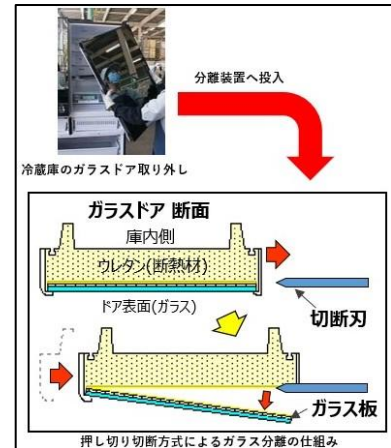 分離装置へ投入
冷蔵庫のガラスドア取り外し
ガラスドア 断面
庫内側
ウレタン(断熱材)
ドア表面(ガラス)
切断刃
ガラス板
押し切り切断方式によるガラス分離の仕組み